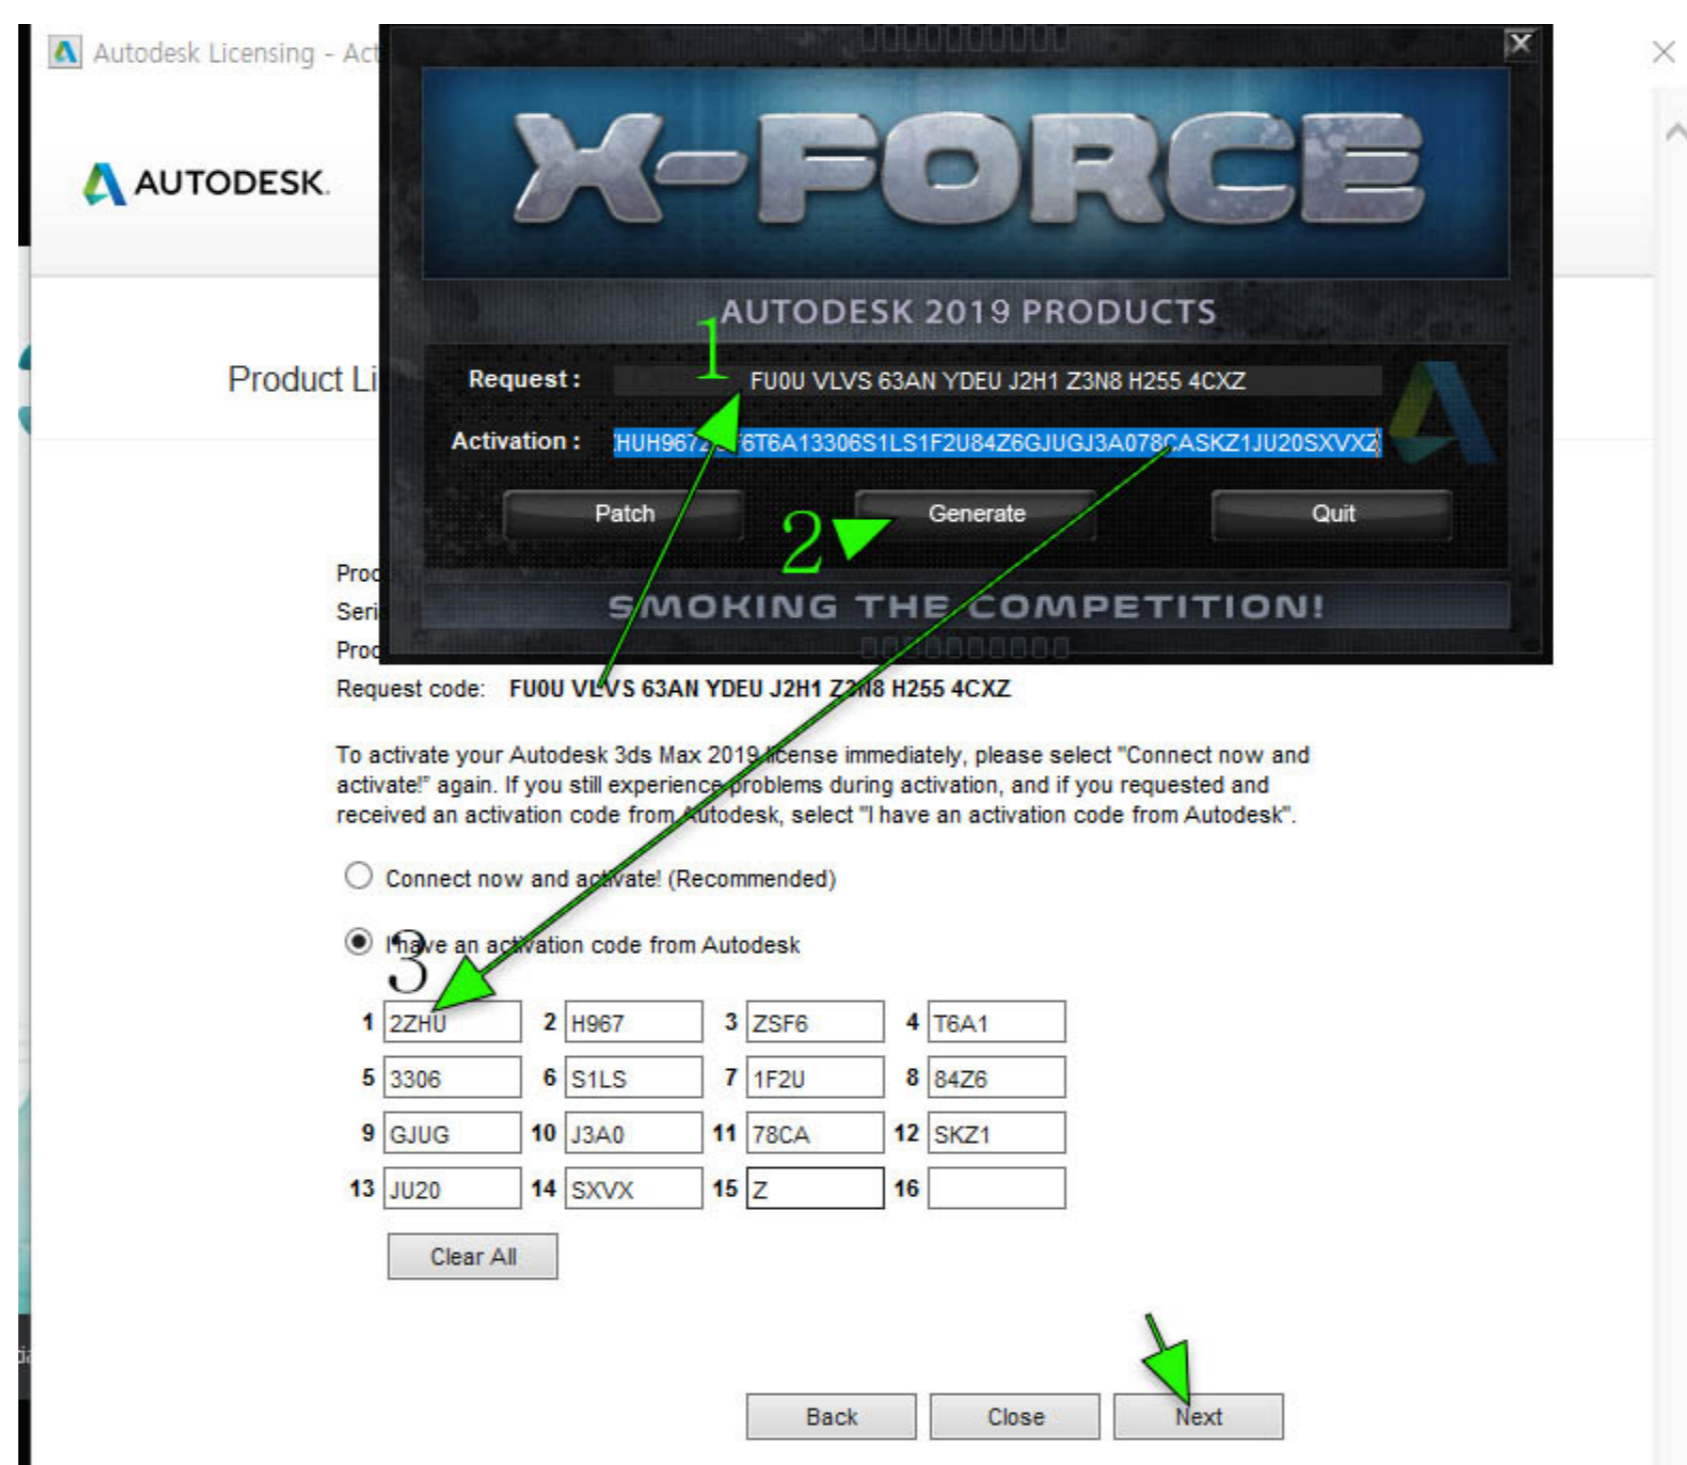 Autodesk Licensing - Act
AUTODESK.
X-FORCE
AUTODESK 2019 PRODUCTS
1
Request : FU0U VLVS 63AN YDEU J2H1 Z3N8 H255 4CXZ
Product Li
Activation : 6T6A13306S1LS1F2U84Z6GJUGJ3A078CASKZ1JU20SXVXZ
Patch Generate Quit
2
SMOKING THE COMPETITION!
Request code: FU0U VLVS 63AN YDEU J2H1 Z3N8 H255 4CXZ
To activate your Autodesk 3ds Max 2019 license immediately, please select "Connect now and
activate!" again. If you still experience problems during activation, and if you requested and
received an activation code from Autodesk, select "I have an activation code from Autodesk".
Connect now and activate! (Recommended)
I have an activation code from Autodesk
3
1 2ZHU 2 H967 3 ZSF6 4 T6A1
5 3306 6 S1LS 7 1F2U 8 84Z6
9 GJUG 10 J3A0 11 78CA 12 SKZ1
13 JU20 14 SXVX 15 Z 16
Clear All
Back Close Next